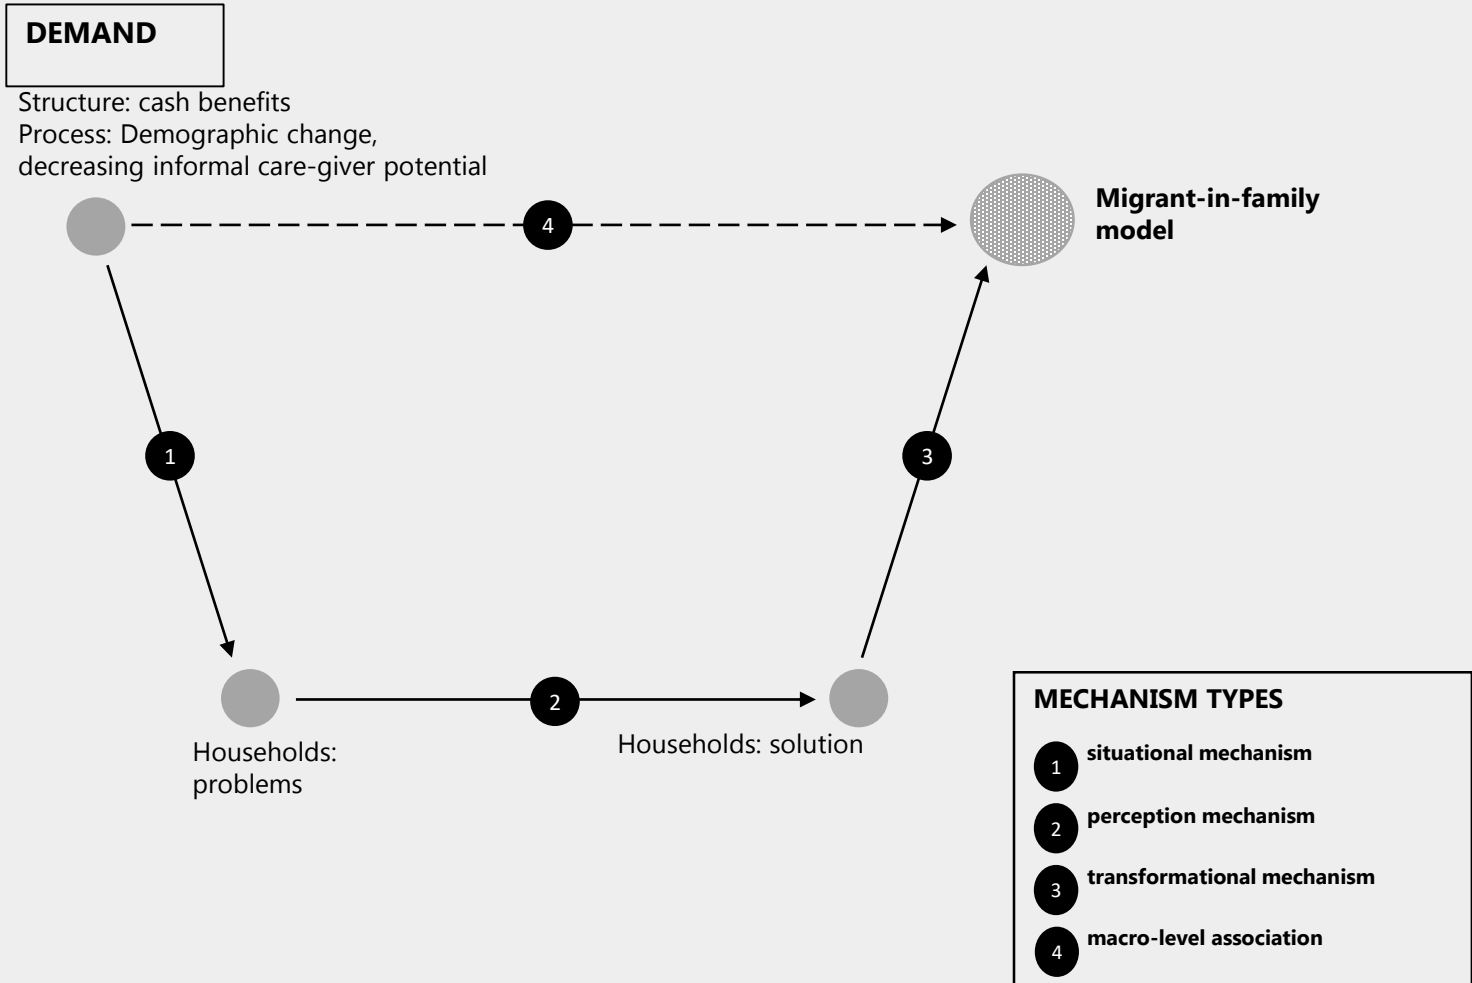 DEMAND
Structure: cash benefits
Process: Demographic change,
decreasing informal care-giver potential
4
Migrant-in-family
model
1
3
2
Households:
problems
Households: solution
MECHANISM TYPES
1 situational mechanism
2 perception mechanism
3 transformational mechanism
4 macro-level association